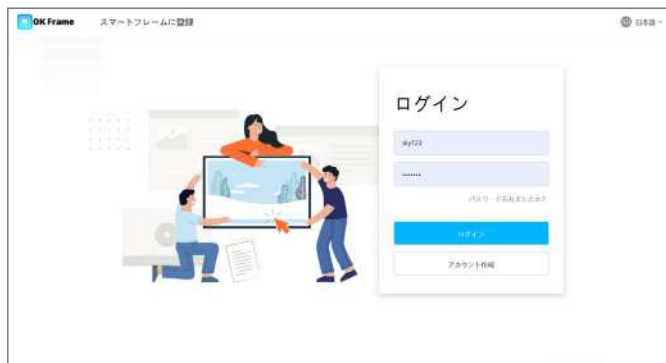 OK Frame
スマートフレームに登録
日本語
ログイン
sky123
•••••••
パスワード忘れましたか?
ログイン
アカウント作成